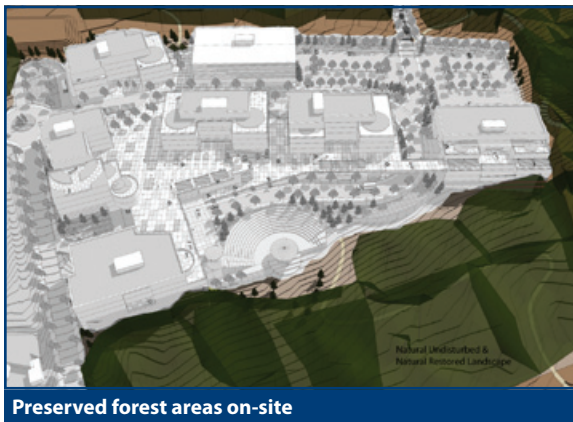 Natural Undisturbed &
Natural Restored Landscape
Preserved forest areas on-site